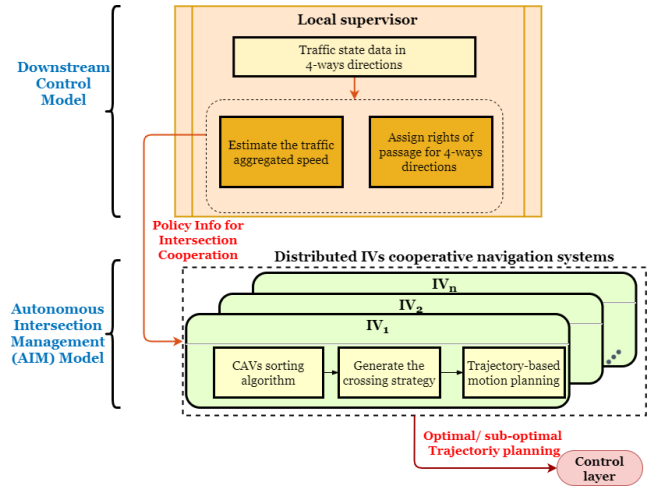 Local supervisor
Traffic state data in
4-ways directions
Downstream
Control
Model
Estimate the traffic
aggregated speed
Assign rights of
passage for 4-ways
directions
Policy Info for
Intersection
Cooperation
Distributed IVs cooperative navigation systems
IVn
IV2
IV1
Autonomous
Intersection
Management
(AIM) Model
CAVs sorting
algorithm
Generate the
crossing strategy
Trajectory-based
motion planning
Optimal/ sub-optimal
Trajectoriy planning
Control
layer